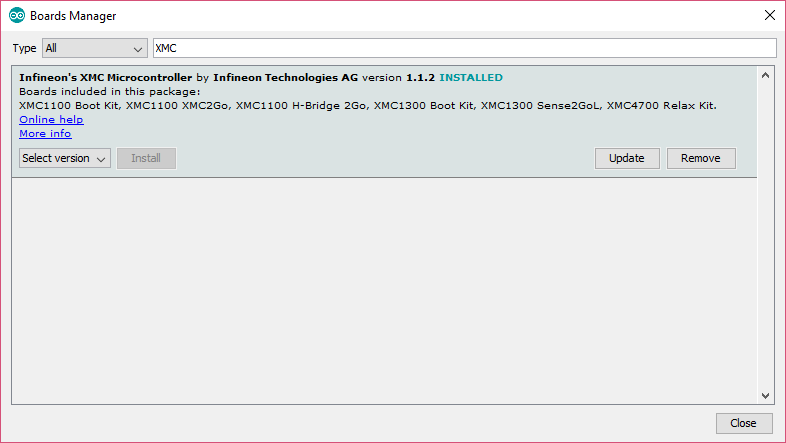 Boards Manager
Type All XMC
Infineon's XMC Microcontroller by Infineon Technologies AG version 1.1.2 INSTALLED
Boards included in this package:
XMC1100 Boot Kit, XMC1100 XMC2Go, XMC1100 H-Bridge 2Go, XMC1300 Boot Kit, XMC1300 Sense2GoL, XMC4700 Relax Kit.
Online help
More info
Select version Install Update Remove
Close